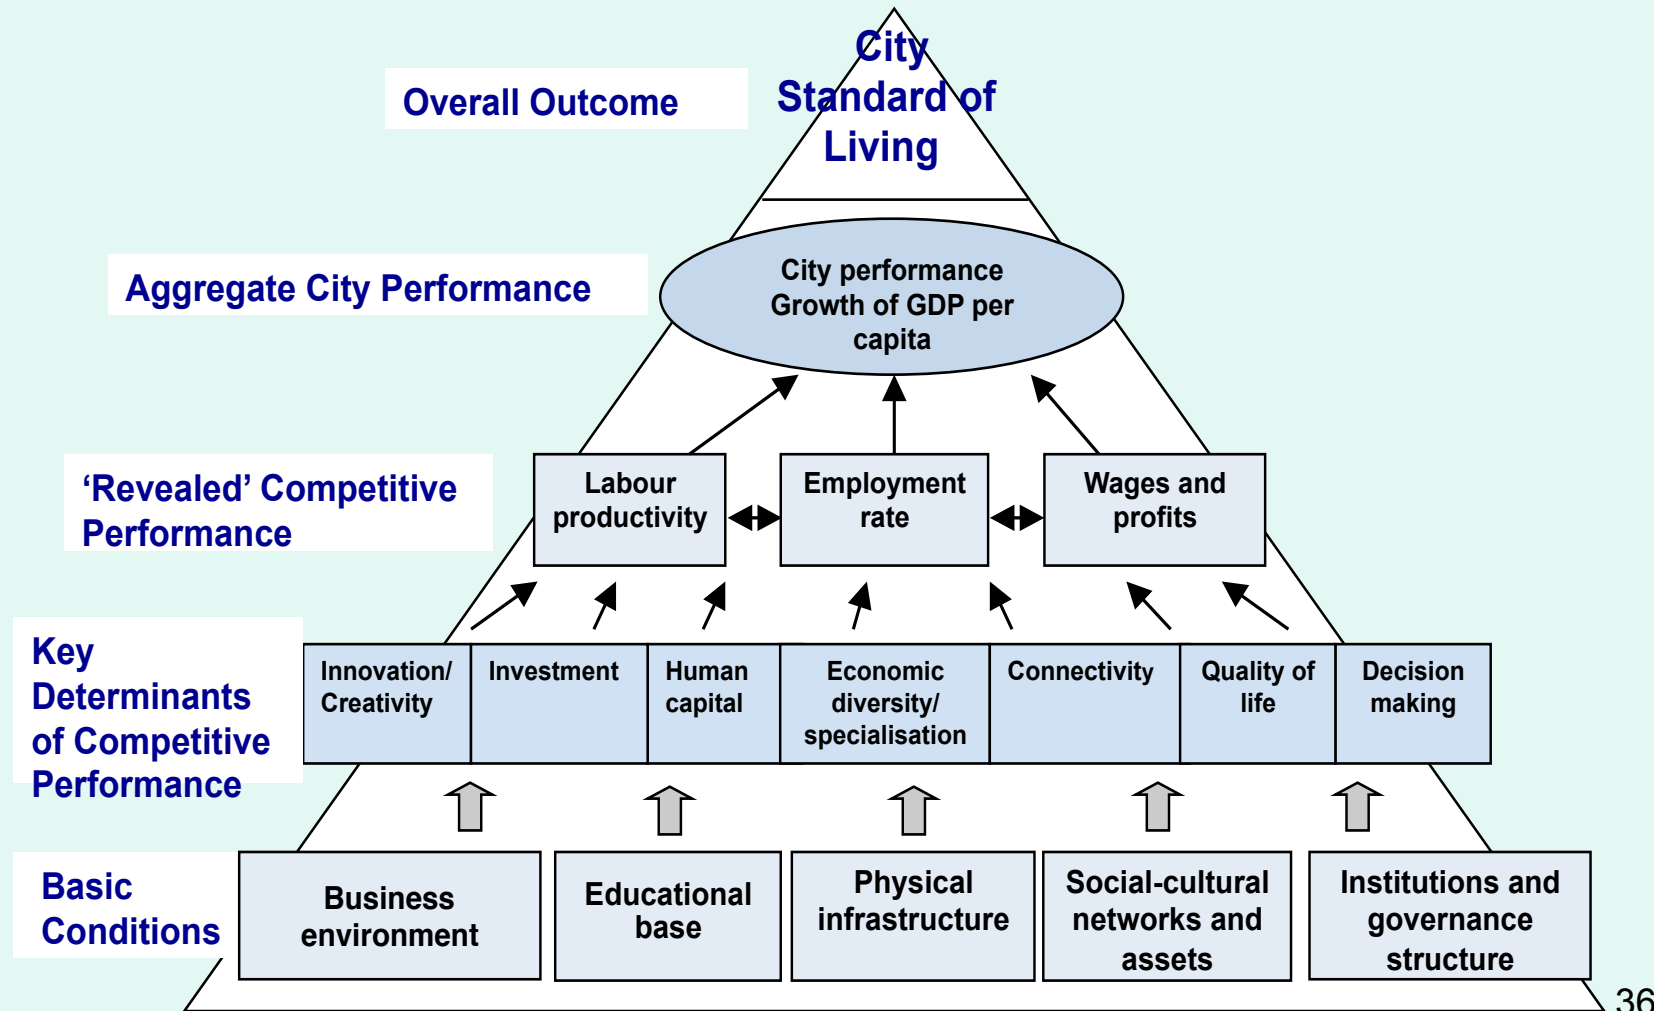 City
Standard of
Living
Overall Outcome
Aggregate City Performance
City performance
Growth of GDP per
capita
‘Revealed’ Competitive
Performance
Labour
productivity
Employment
rate
Wages and
profits
Key
Determinants
of Competitive
Performance
Innovation/
Creativity
Investment
Human
capital
Economic
diversity/
specialisation
Connectivity
Quality of
life
Decision
making
Basic
Conditions
Business
environment
Educational
base
Physical
infrastructure
Social-cultural
networks and
assets
Institutions and
governance
structure
36